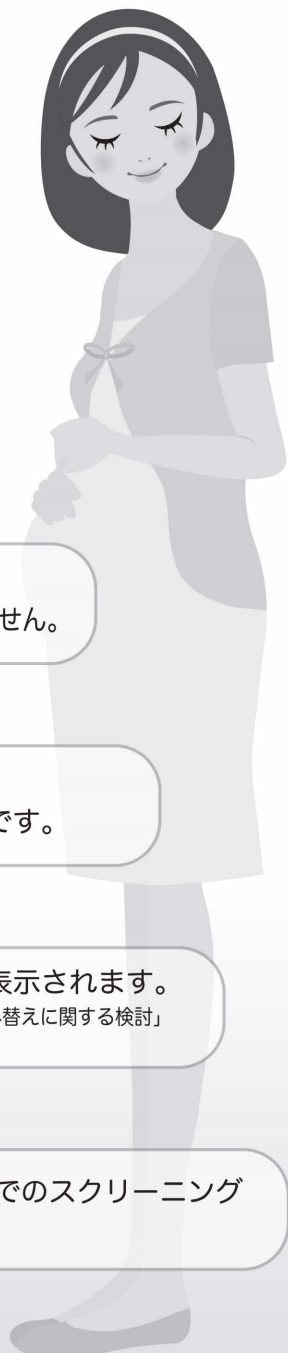 せん。
です。
表示されます。
替えに関する検討」
でのスクリーニング